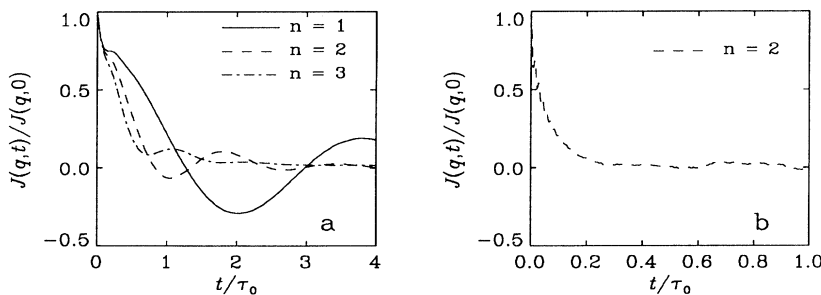 J(q,t)/J(q,0)
1.0
0.5
0.0
-0.5
n = 1
n = 2
n = 3
a
0 1 2 3 4
t/τ₀
J(q,t)/J(q,0)
1.0
0.5
0.0
-0.5
n = 2
b
0.0 0.2 0.4 0.6 0.8 1.0
t/τ₀